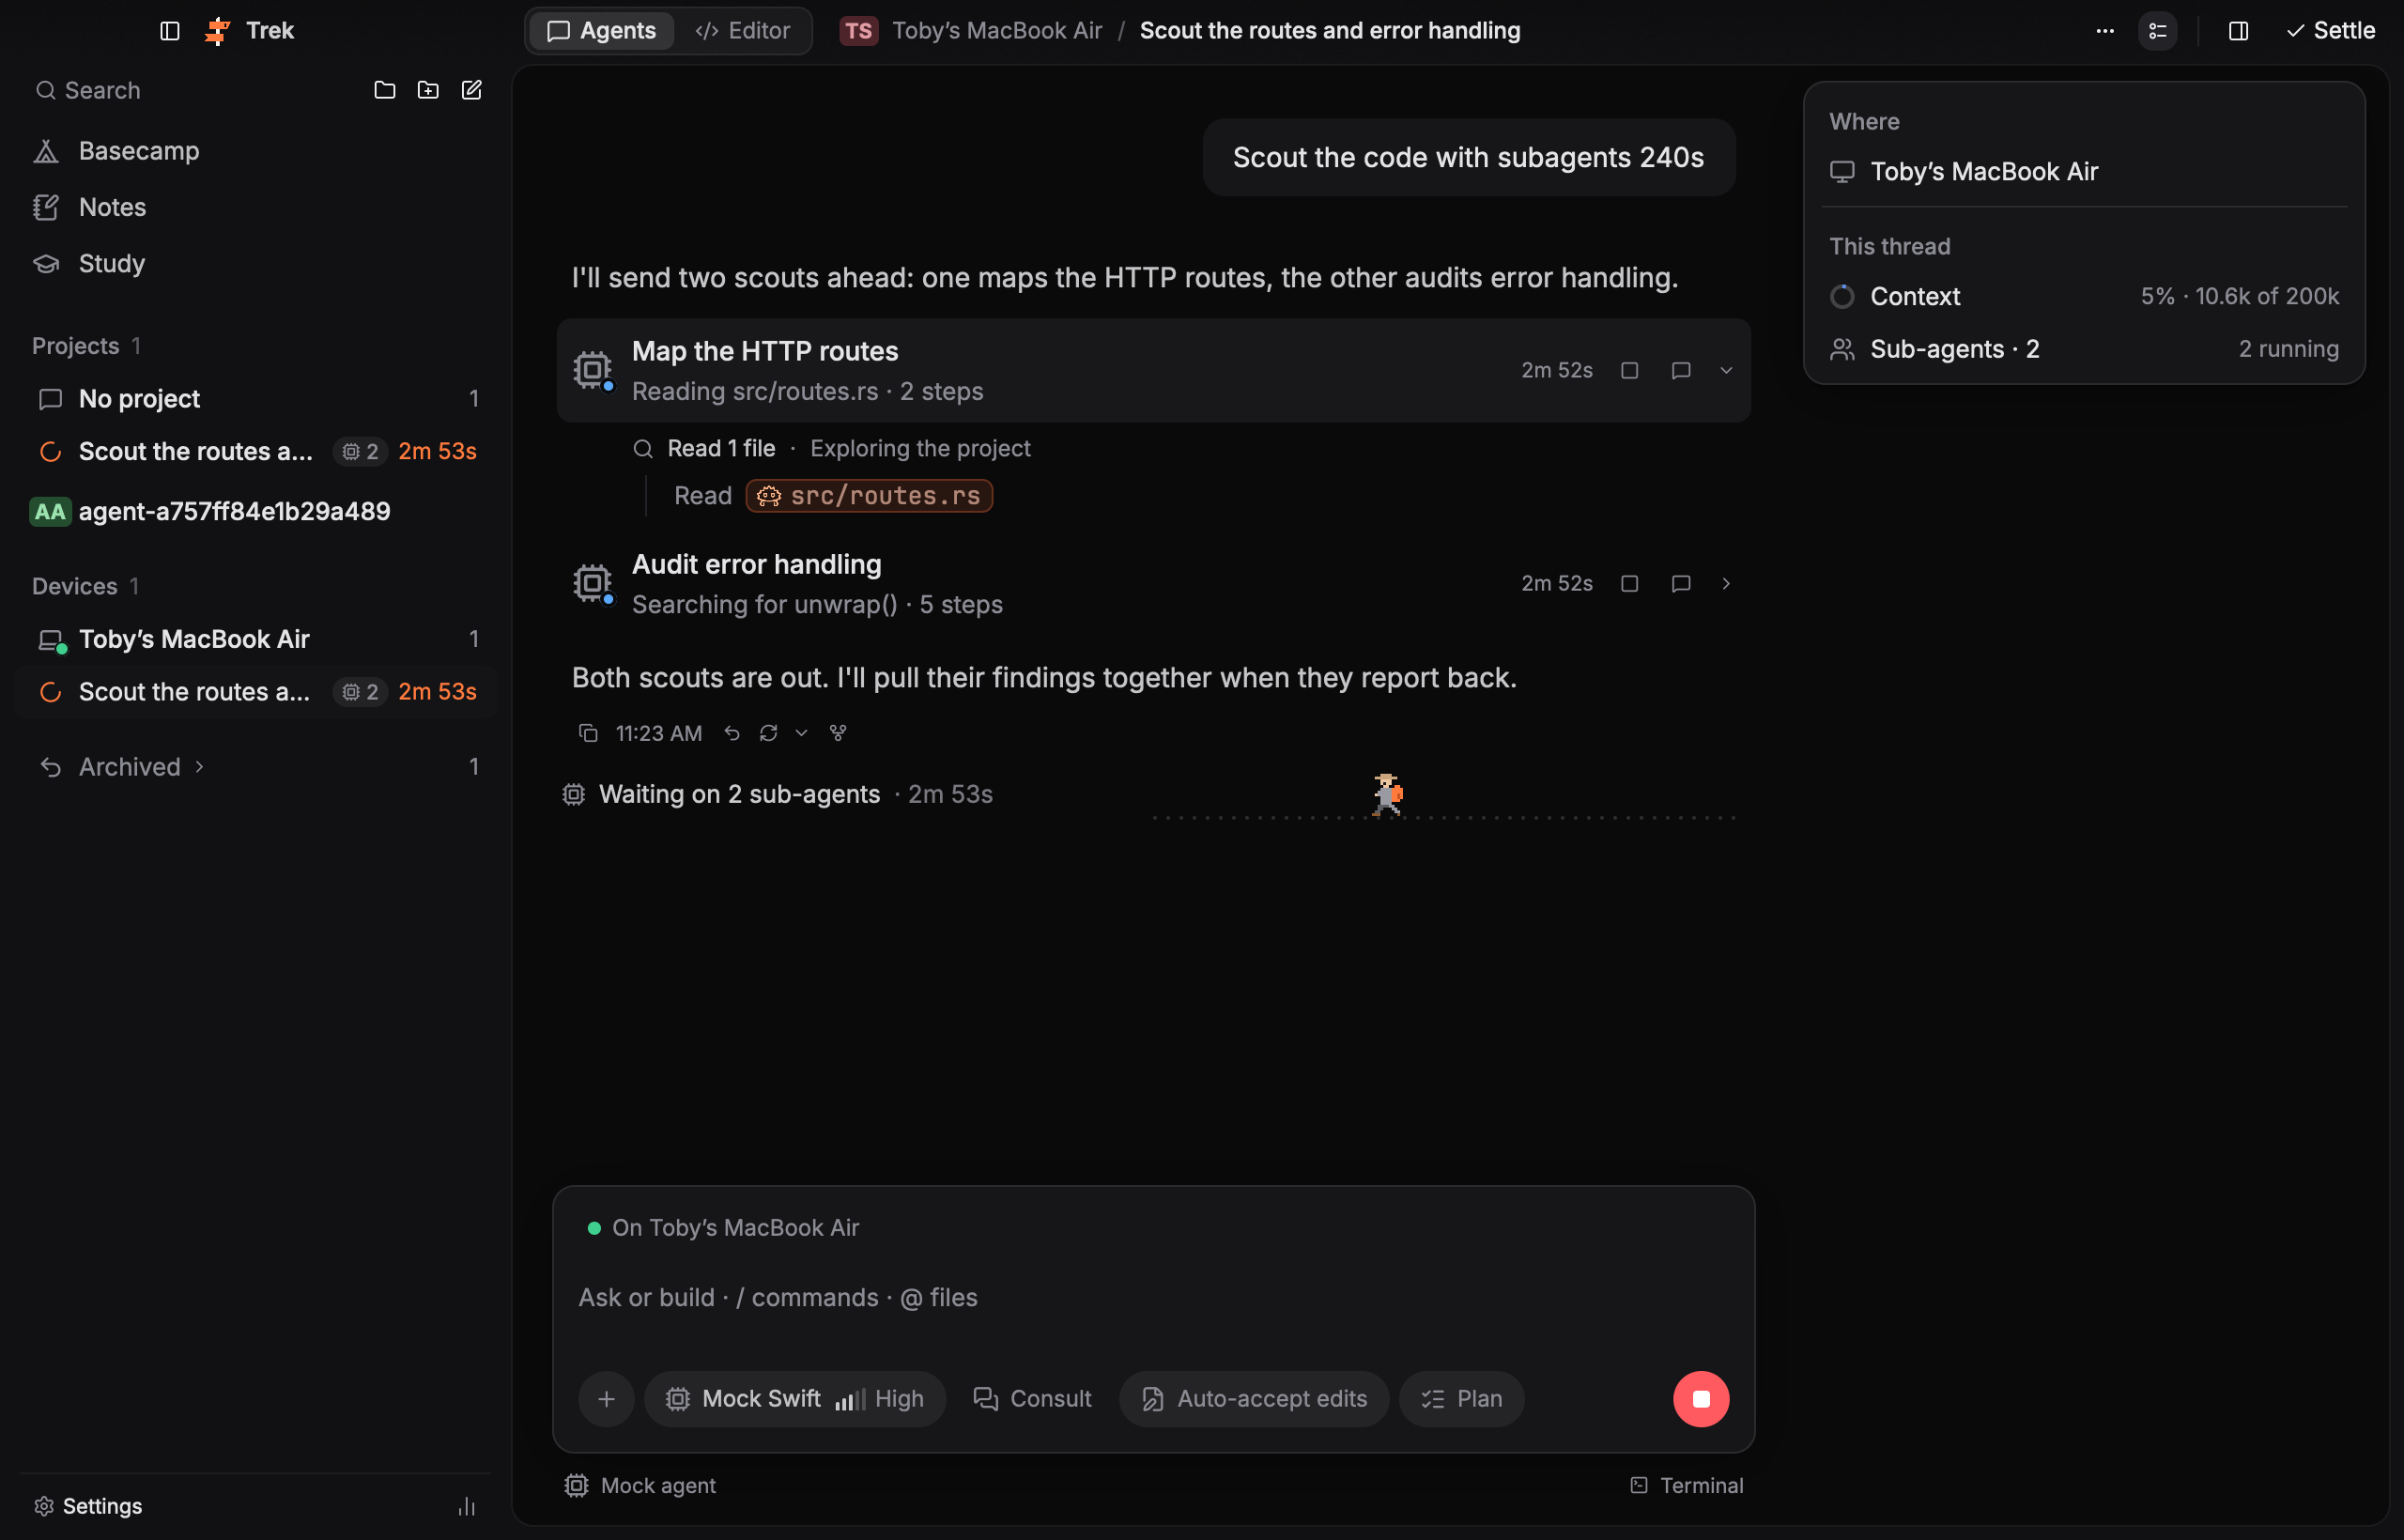 Trek
Agents
Editor
TS Toby’s MacBook Air / Scout the routes and error handling
Settle
Search
Basecamp
Notes
Study
Projects 1
No project 1
Scout the routes a... 2 2m 53s
AA agent-a757ff84e1b29a489
Devices 1
Toby’s MacBook Air 1
Scout the routes a... 2 2m 53s
Archived 1
Settings
Scout the code with subagents 240s
I'll send two scouts ahead: one maps the HTTP routes, the other audits error handling.
Map the HTTP routes
Reading src/routes.rs · 2 steps
2m 52s
Read 1 file · Exploring the project
Read src/routes.rs
Audit error handling
Searching for unwrap() · 5 steps
2m 52s
Both scouts are out. I'll pull their findings together when they report back.
11:23 AM
Waiting on 2 sub-agents · 2m 53s
On Toby’s MacBook Air
Ask or build · / commands · @ files
Mock Swift High
Consult
Auto-accept edits
Plan
Mock agent
Terminal
Where
Toby’s MacBook Air
This thread
Context 5% · 10.6k of 200k
Sub-agents · 2 2 running